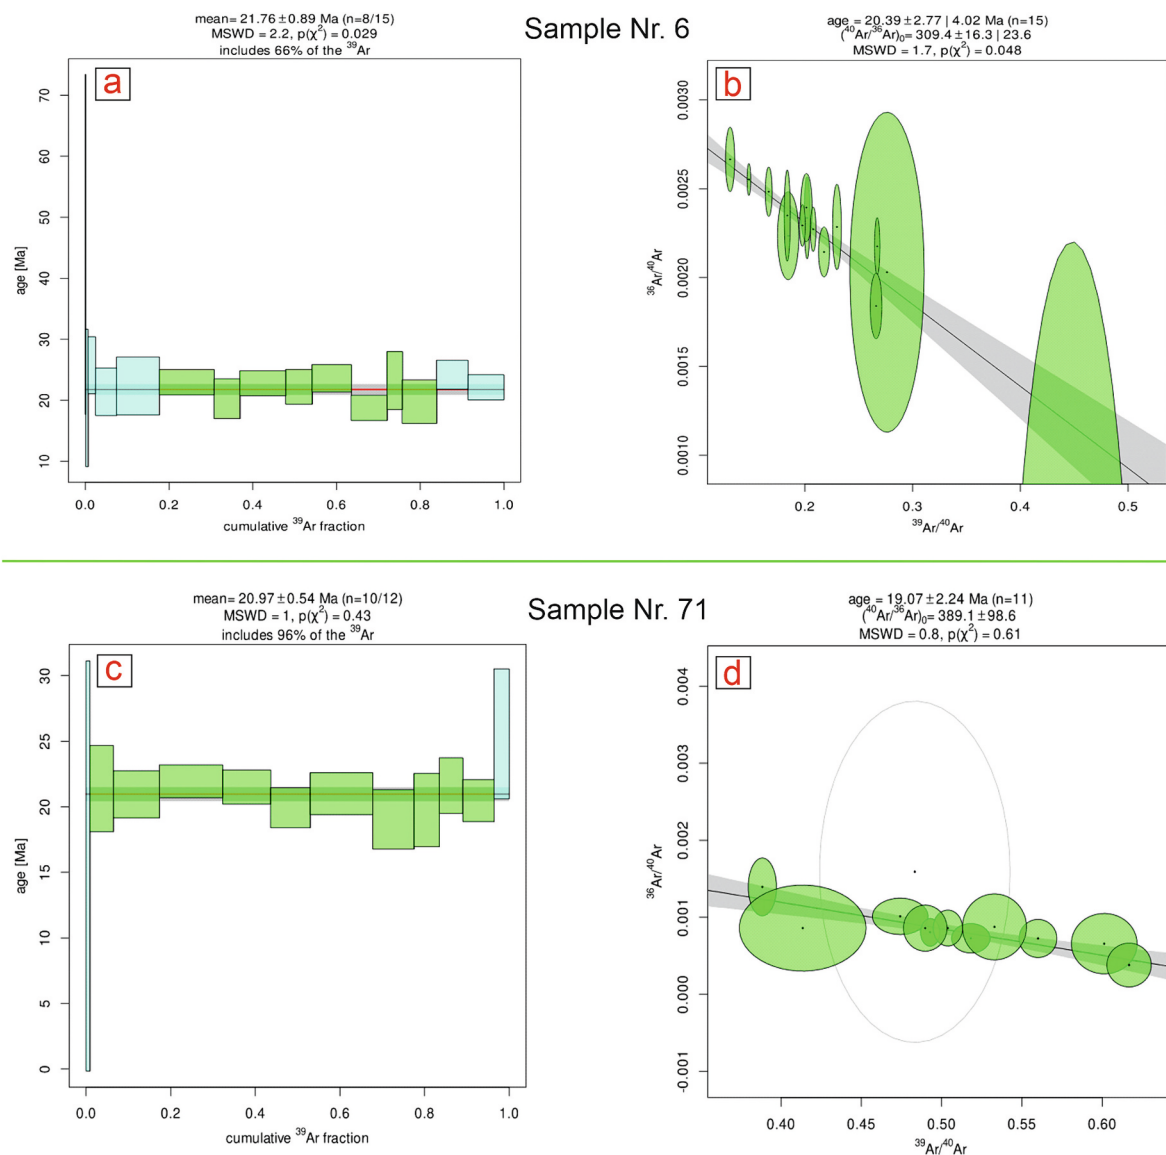 Sample Nr. 6
mean= 21.76 ± 0.89 Ma (n=8/15)
MSWD = 2.2, p(χ²) = 0.029
includes 66% of the ³⁹Ar
a
age [Ma]
70
60
50
40
30
20
10
0.0 0.2 0.4 0.6 0.8 1.0
cumulative ³⁹Ar fraction
age = 20.39 ± 2.77 | 4.02 Ma (n=15)
(⁴⁰Ar/³⁶Ar)₀= 309.4 ± 16.3 | 23.6
MSWD = 1.7, p(χ²) = 0.048
b
³⁶Ar/⁴⁰Ar
0.0030
0.0025
0.0020
0.0015
0.0010
0.2 0.3 0.4 0.5
³⁹Ar/⁴⁰Ar
Sample Nr. 71
mean= 20.97 ± 0.54 Ma (n=10/12)
MSWD = 1, p(χ²) = 0.43
includes 96% of the ³⁹Ar
c
age [Ma]
30
25
20
15
10
5
0
0.0 0.2 0.4 0.6 0.8 1.0
cumulative ³⁹Ar fraction
age = 19.07 ± 2.24 Ma (n=11)
(⁴⁰Ar/³⁶Ar)₀= 389.1 ± 98.6
MSWD = 0.8, p(χ²) = 0.61
d
³⁶Ar/⁴⁰Ar
0.004
0.003
0.002
0.001
0.000
-0.001
0.40 0.45 0.50 0.55 0.60
³⁹Ar/⁴⁰Ar